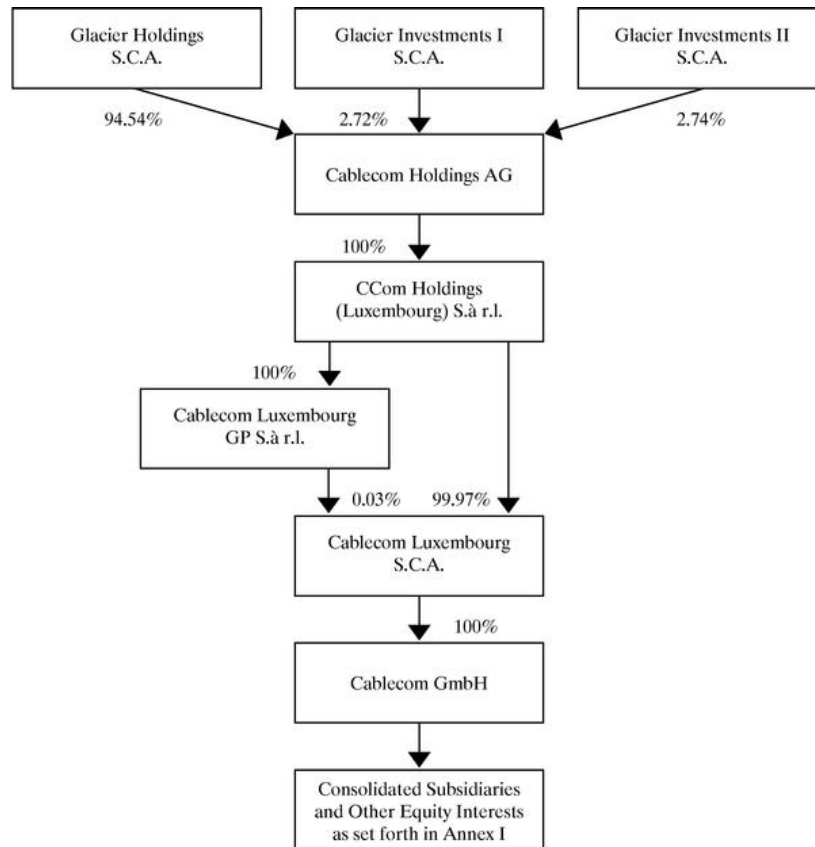 Glacier Holdings
S.C.A.
Glacier Investments I
S.C.A.
Glacier Investments II
S.C.A.
94.54%
2.72%
2.74%
Cablecom Holdings AG
100%
CCom Holdings
(Luxembourg) S.à r.l.
100%
Cablecom Luxembourg
GP S.à r.l.
0.03%
99.97%
Cablecom Luxembourg
S.C.A.
100%
Cablecom GmbH
Consolidated Subsidiaries
and Other Equity Interests
as set forth in Annex I